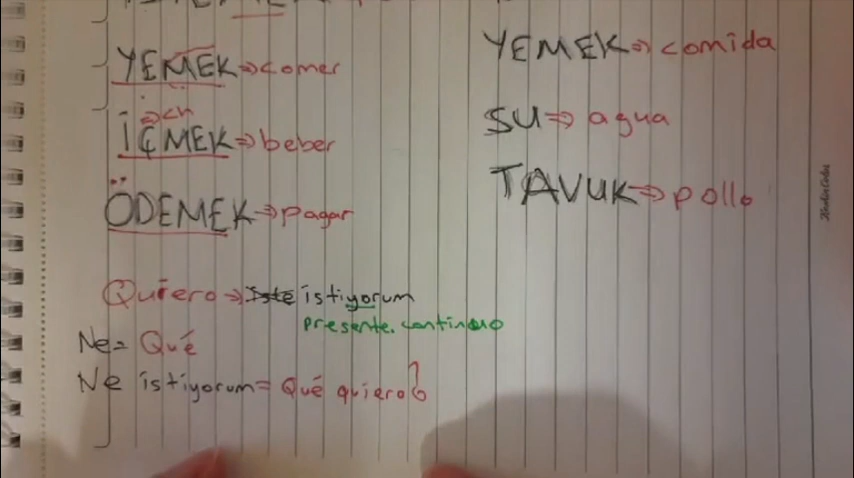 YEMEK⇒comer
⇒ch
İÇMEK⇒beber
ÖDEMEK⇒pagar
Quiero⇒ istiyorum
presente. continuo
Ne= Qué
Ne istiyorum= Qué quiero?
YEMEK⇒comida
SU⇒agua
TAVUK⇒pollo